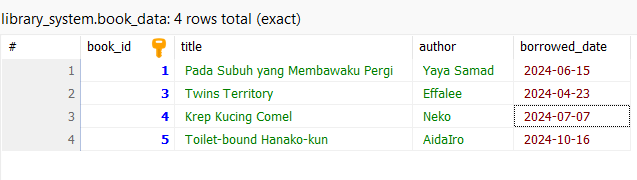 library_system.book_data: 4 rows total (exact)
# book_id title author borrowed_date
1 1 Pada Subuh yang Membawaku Pergi Yaya Samad 2024-06-15
2 3 Twins Territory Effalee 2024-04-23
3 4 Krep Kucing Comel Neko 2024-07-07
4 5 Toilet-bound Hanako-kun AidaIro 2024-10-16